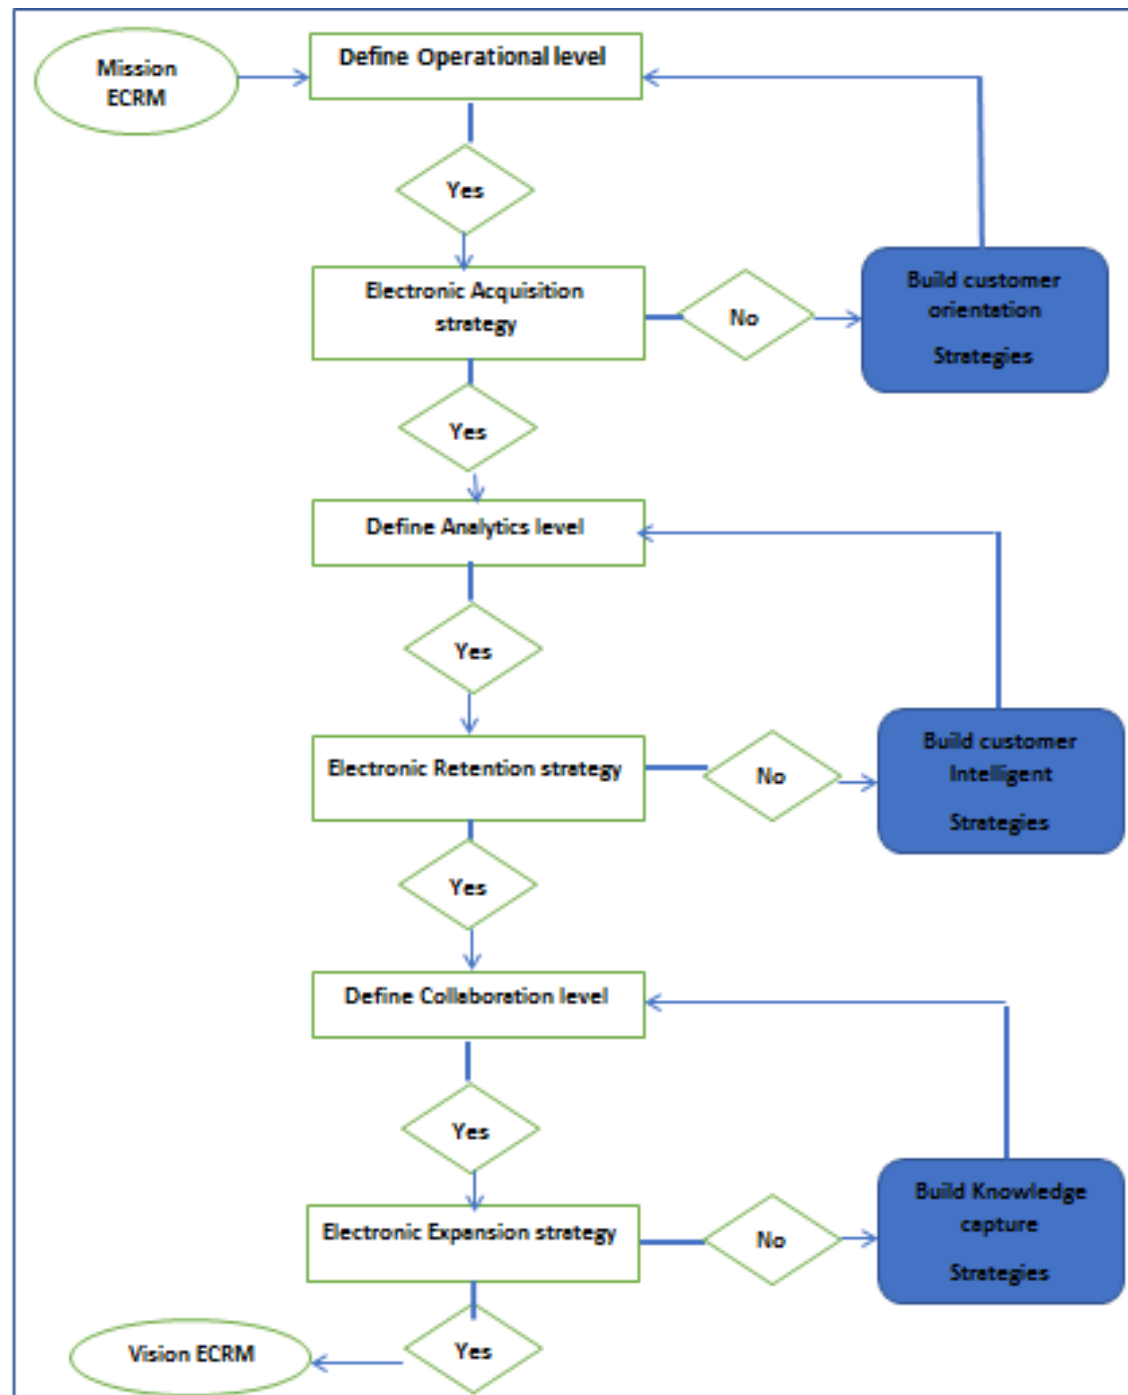 Mission
ECRM
Define Operational level
Yes
Electronic Acquisition
strategy
No
Build customer
orientation
Strategies
Yes
Define Analytics level
Yes
Electronic Retention strategy
No
Build customer
Intelligent
Strategies
Yes
Define Collaboration level
Yes
Electronic Expansion strategy
No
Build Knowledge
capture
Strategies
Yes
Vision ECRM